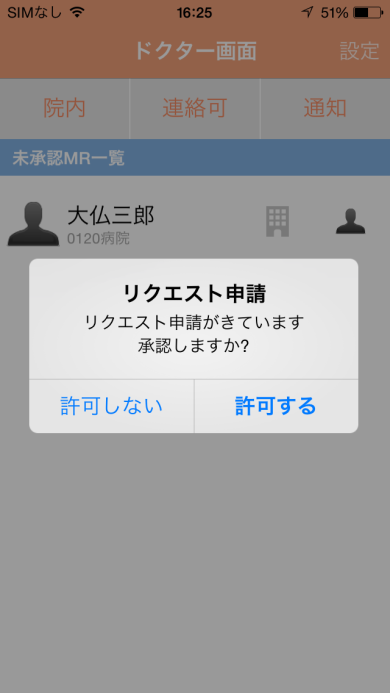 SIMなし 16:25 51%
ドクター画面 設定
院内 連絡可 通知
未承認MR一覧
大仏三郎
0120病院
リクエスト申請
リクエスト申請がきています
承認しますか?
許可しない 許可する